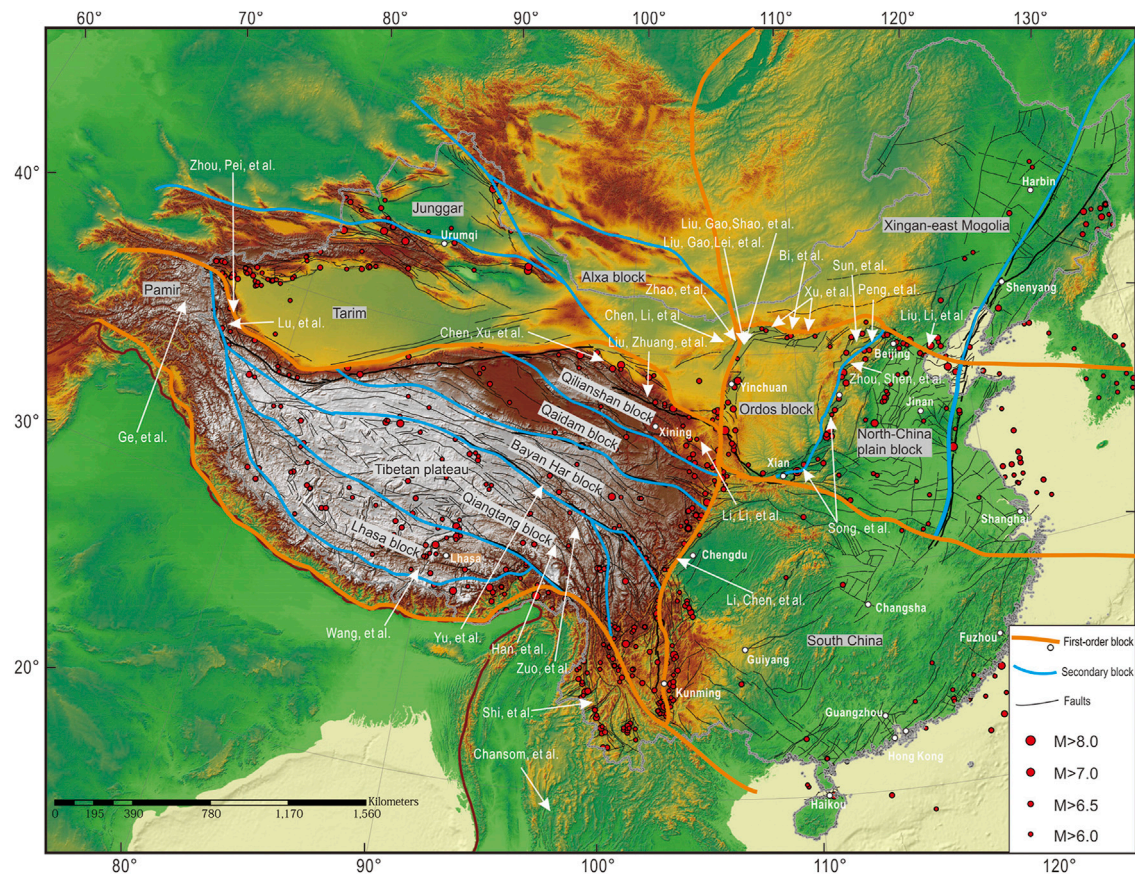 60°
70°
80°
90°
100°
110°
120°
130°
40°
30°
20°
Zhou, Pei, et al.
Junggar
Urumqi
Harbin
Xingan-east Mogolia
Liu, Gao,Shao, et al.
Liu, Gao,Lei, et al.
Bi, et al.
Sun, et al.
Alxa block
Zhao, et al.
Xu, et al.
Peng, et al.
Shenyang
Pamir
Tarim
Lu, et al.
Chen, Li, et al.
Liu, Li, et al.
Chen, Xu, et al.
Liu, Zhuang, et al.
Beijing
Zhou, Shen, et al.
Yinchuan
Qilianshan block
Ordos block
Jinan
Qaidam block
Xining
Ge, et al.
North-China
plain block
Bayan Har block
Xian
Tibetan plateau
Li, Li, et al.
Song, et al.
Shanghai
Qiangtang block
Lhasa block
Lhasa
Chengdu
Li, Chen, et al.
Changsha
Wang, et al.
Yu, et al.
Han, et al.
Zuo, et al.
South China
Fuzhou
Guiyang
Kunming
Shi, et al.
Guangzhou
Hong Kong
Chansom, et al.
Haikou
First-order block
Secondary block
Faults
M>8.0
M>7.0
M>6.5
M>6.0
Kilometers
0 195 390 780 1,170 1,560
80°
90°
100°
110°
120°